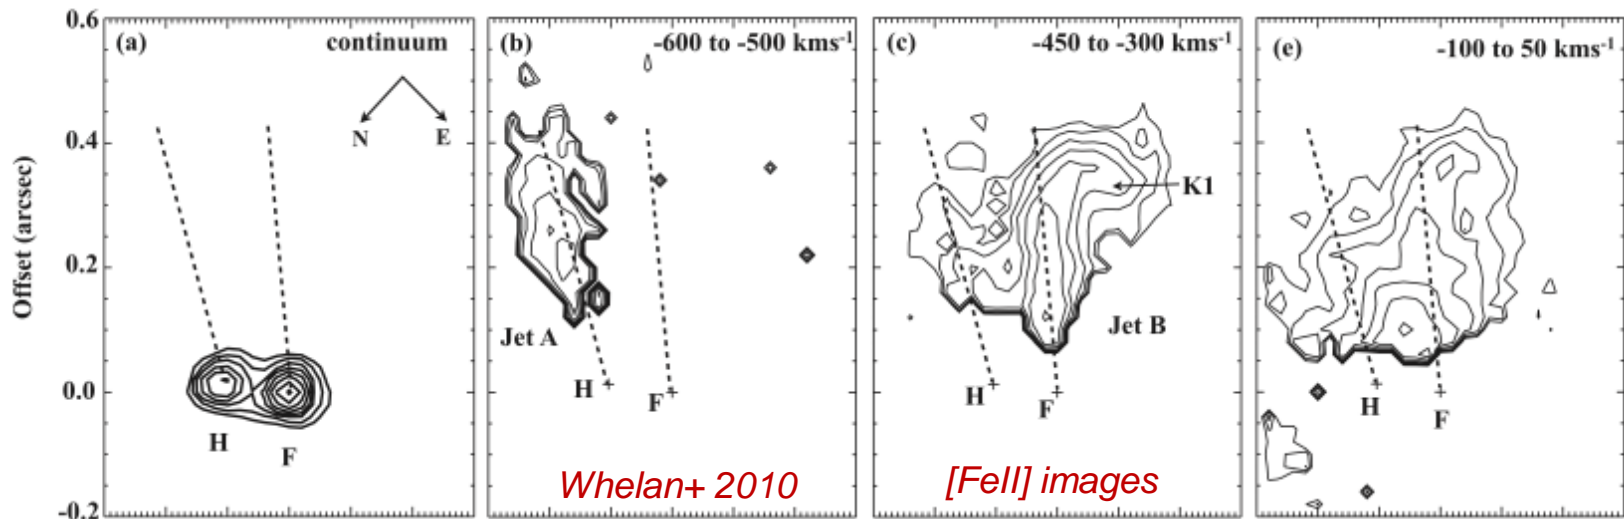 (a) continuum
N E
H F
(b) -600 to -500 kms⁻¹
Jet A
H F
Whelan+ 2010
(c) -450 to -300 kms⁻¹
K1
Jet B
H F
[FeII] images
(e) -100 to 50 kms⁻¹
H F
Offset (arcsec)
0.6
0.4
0.2
0.0
-0.2